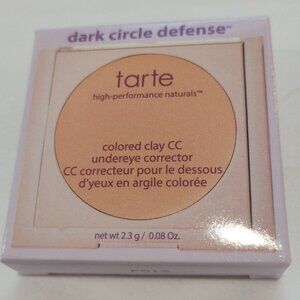 dark circle defense™
tarte
high-performance naturals™
colored clay CC
undereye corrector
CC correcteur pour le dessous
d'yeux en argile colorée
net wt 2.3 g / 0.08 Oz.